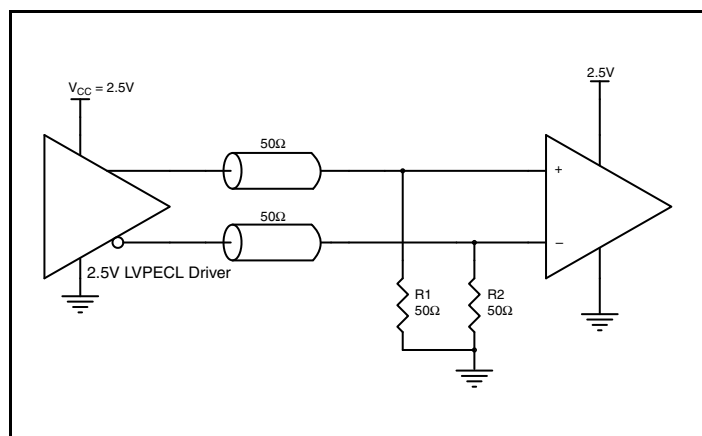 V_CC = 2.5V
2.5V
50Ω
50Ω
+
−
2.5V LVPECL Driver
R1
50Ω
R2
50Ω